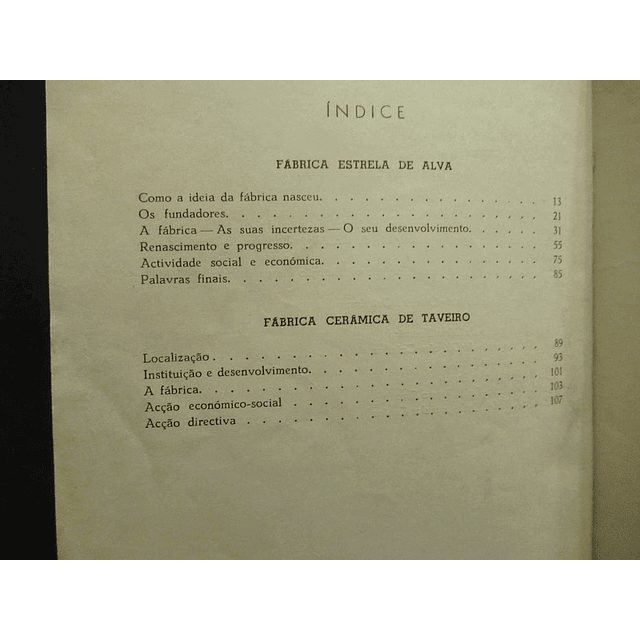 ÍNDICE
FÁBRICA ESTRELA DE ALVA
Como a ideia da fábrica nasceu. . . . . . . . . . . . . . . . 13
Os fundadores. . . . . . . . . . . . . . . . . . . . . 21
A fábrica — As suas incertezas — O seu desenvolvimento. . . . . . 31
Renascimento e progresso. . . . . . . . . . . . . . . . . 55
Actividade social e económica. . . . . . . . . . . . . . . . 75
Palavras finais. . . . . . . . . . . . . . . . . . . . . 85
FÁBRICA CERÂMICA DE TAVEIRO
Localização . . . . . . . . . . . . . . . . . . . . . . 89
Instituição e desenvolvimento. . . . . . . . . . . . . . . . 93
A fábrica. . . . . . . . . . . . . . . . . . . . . . . 101
Acção económico-social . . . . . . . . . . . . . . . . . . 103
Acção directiva . . . . . . . . . . . . . . . . . . . . . 107